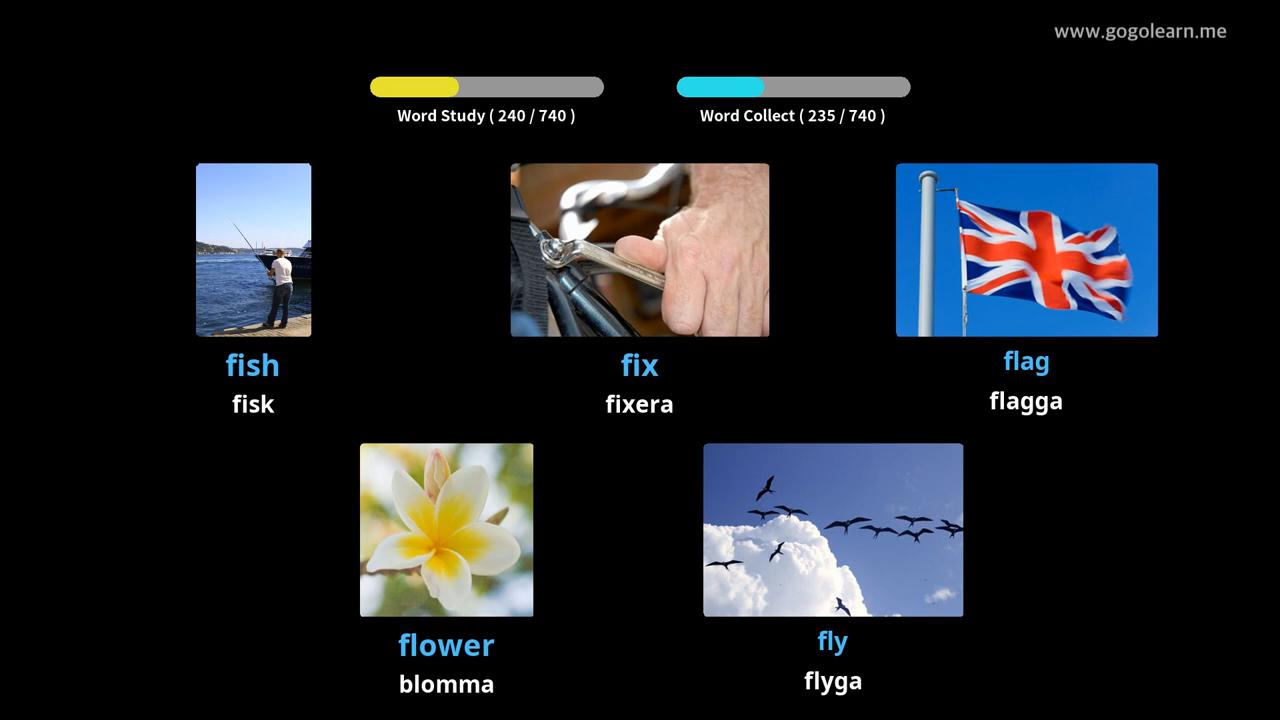 www.gogolearn.me
Word Study ( 240 / 740 )
Word Collect ( 235 / 740 )
fish
fisk
fix
fixera
flag
flagga
flower
blomma
fly
flyga